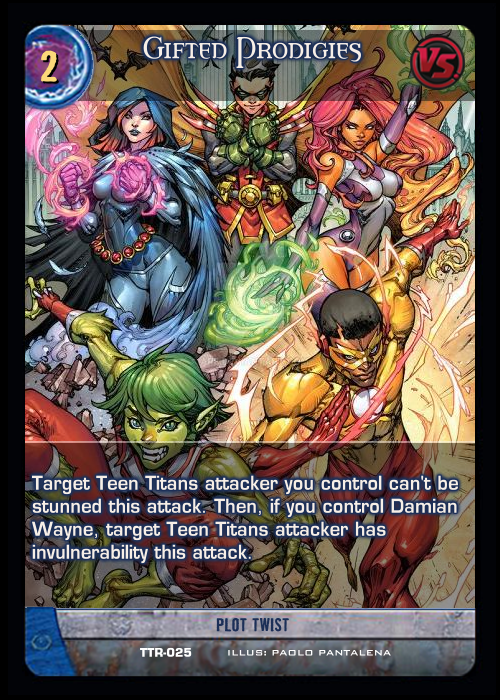 Gifted Prodigies
2
VS
Target Teen Titans attacker you control can't be
stunned this attack. Then, if you control Damian
Wayne, target Teen Titans attacker has
invulnerability this attack.
PLOT TWIST
TTR-025 ILLUS: PAOLO PANTALENA